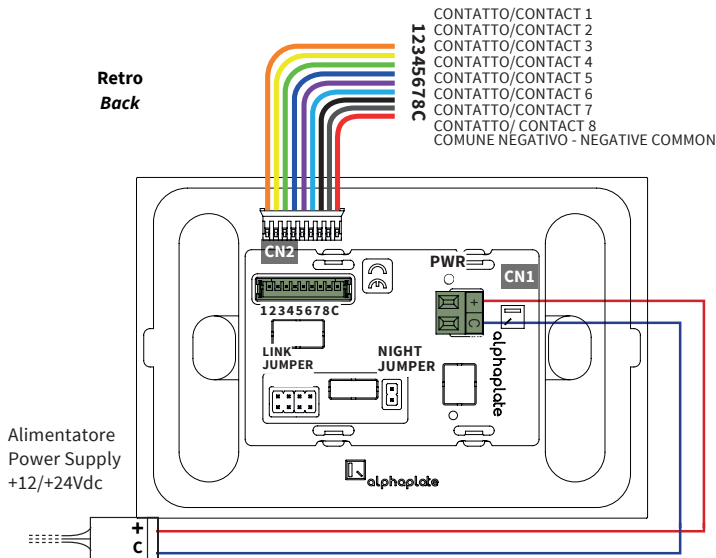 CONTATTO/CONTACT 1
CONTATTO/CONTACT 2
CONTATTO/CONTACT 3
CONTATTO/CONTACT 4
CONTATTO/CONTACT 5
CONTATTO/CONTACT 6
CONTATTO/CONTACT 7
CONTATTO/ CONTACT 8
COMUNE NEGATIVO - NEGATIVE COMMON
12345678C
Retro
Back
CN2
PWR
CN1
+
C
12345678C
LINK
JUMPER
NIGHT
JUMPER
alphaplate
alphaplate
Alimentatore
Power Supply
+12/+24Vdc
+
C